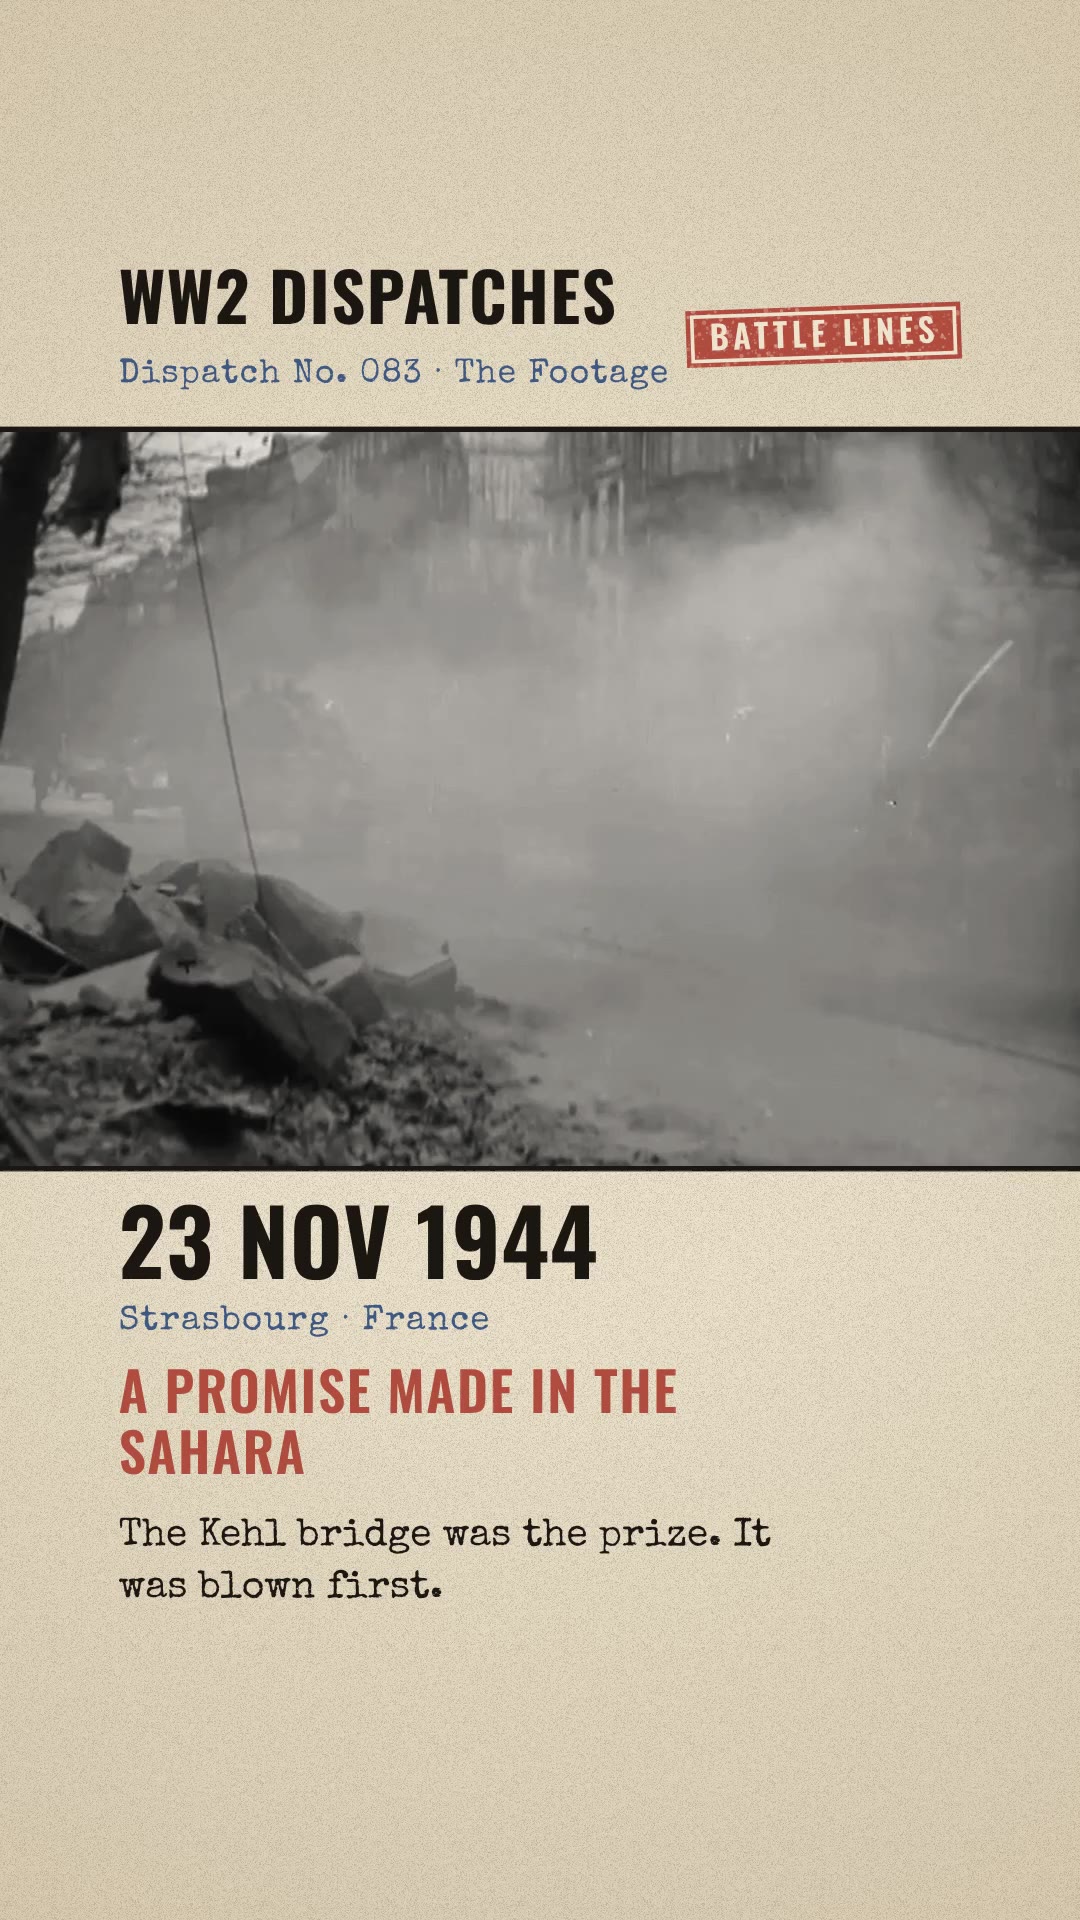 WW2 DISPATCHES
BATTLE LINES
Dispatch No. 083 · The Footage
23 NOV 1944
Strasbourg · France
A PROMISE MADE IN THE
SAHARA
The Kehl bridge was the prize. It
was blown first.